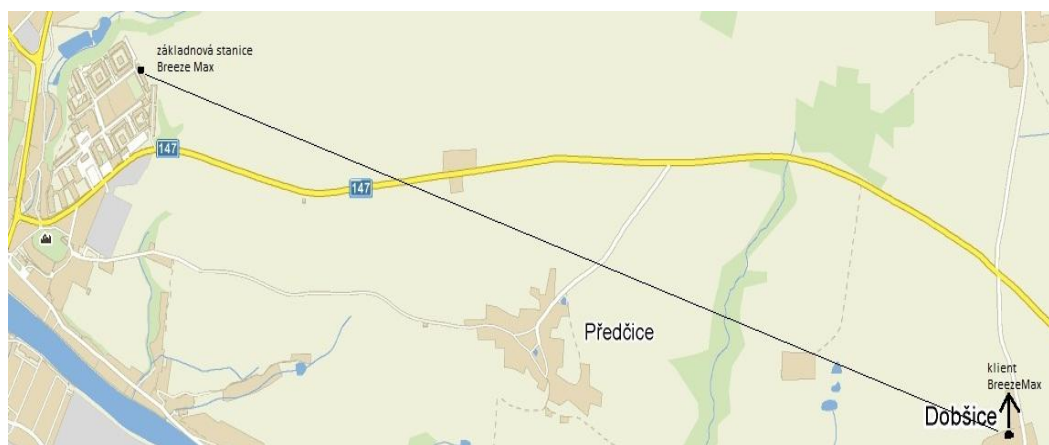 základnová stanice
Breeze Max
147
147
Předčice
klient
BreezeMax
Dobšice